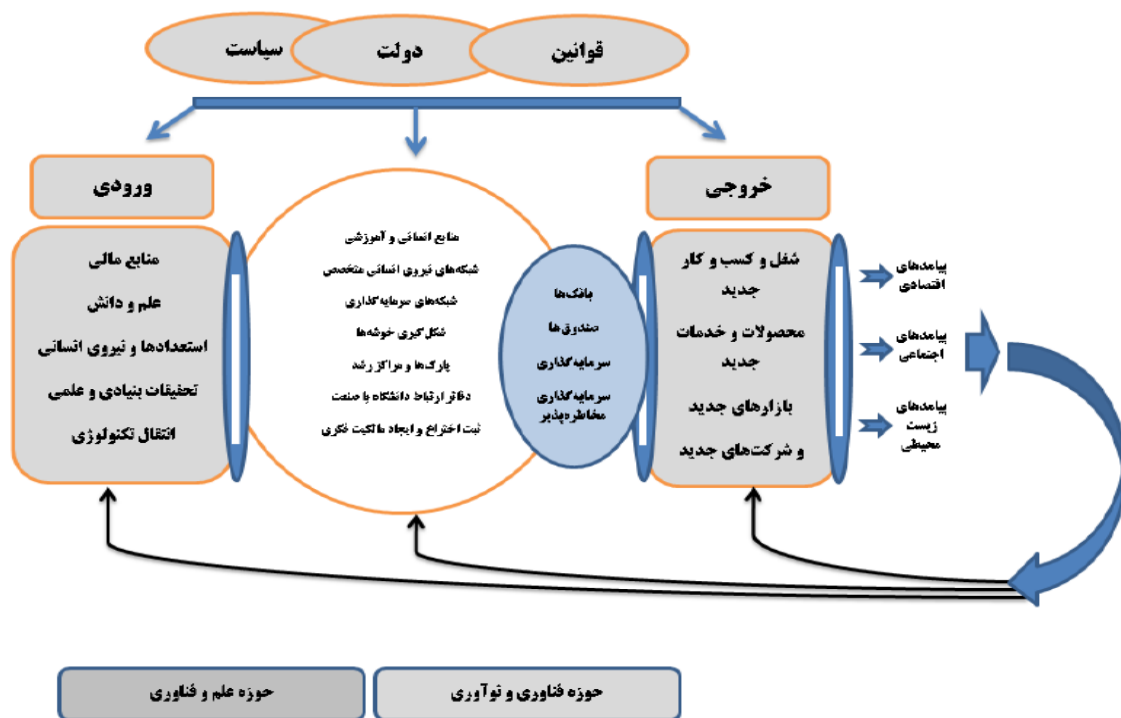 قوانین
دولت
سیاست
خروجی
ورودی
شغل و کسب و کار
جدید
محصولات و خدمات
جدید
بازارهای جدید
و شرکت‌های جدید
پیامدهای
اقتصادی
پیامدهای
اجتماعی
پیامدهای
زیست
محیطی
بانک‌ها
صندوق‌ها
سرمایه‌گذاری
سرمایه‌گذاری
مخاطره‌پذیر
منابع انسانی و آموزشی
شبکه‌های نیروی انسانی متخصص
شبکه‌های سرمایه‌گذاری
شکل‌گیری خوشه‌ها
پارک‌ها و مراکز رشد
دفاتر ارتباط دانشگاه با صنعت
ثبت اختراع و ایجاد مالکیت فکری
منابع مالی
علم و دانش
استعدادها و نیروی انسانی
تحقیقات بنیادی و علمی
انتقال تکنولوژی
حوزه فناوری و نوآوری
حوزه علم و فناوری